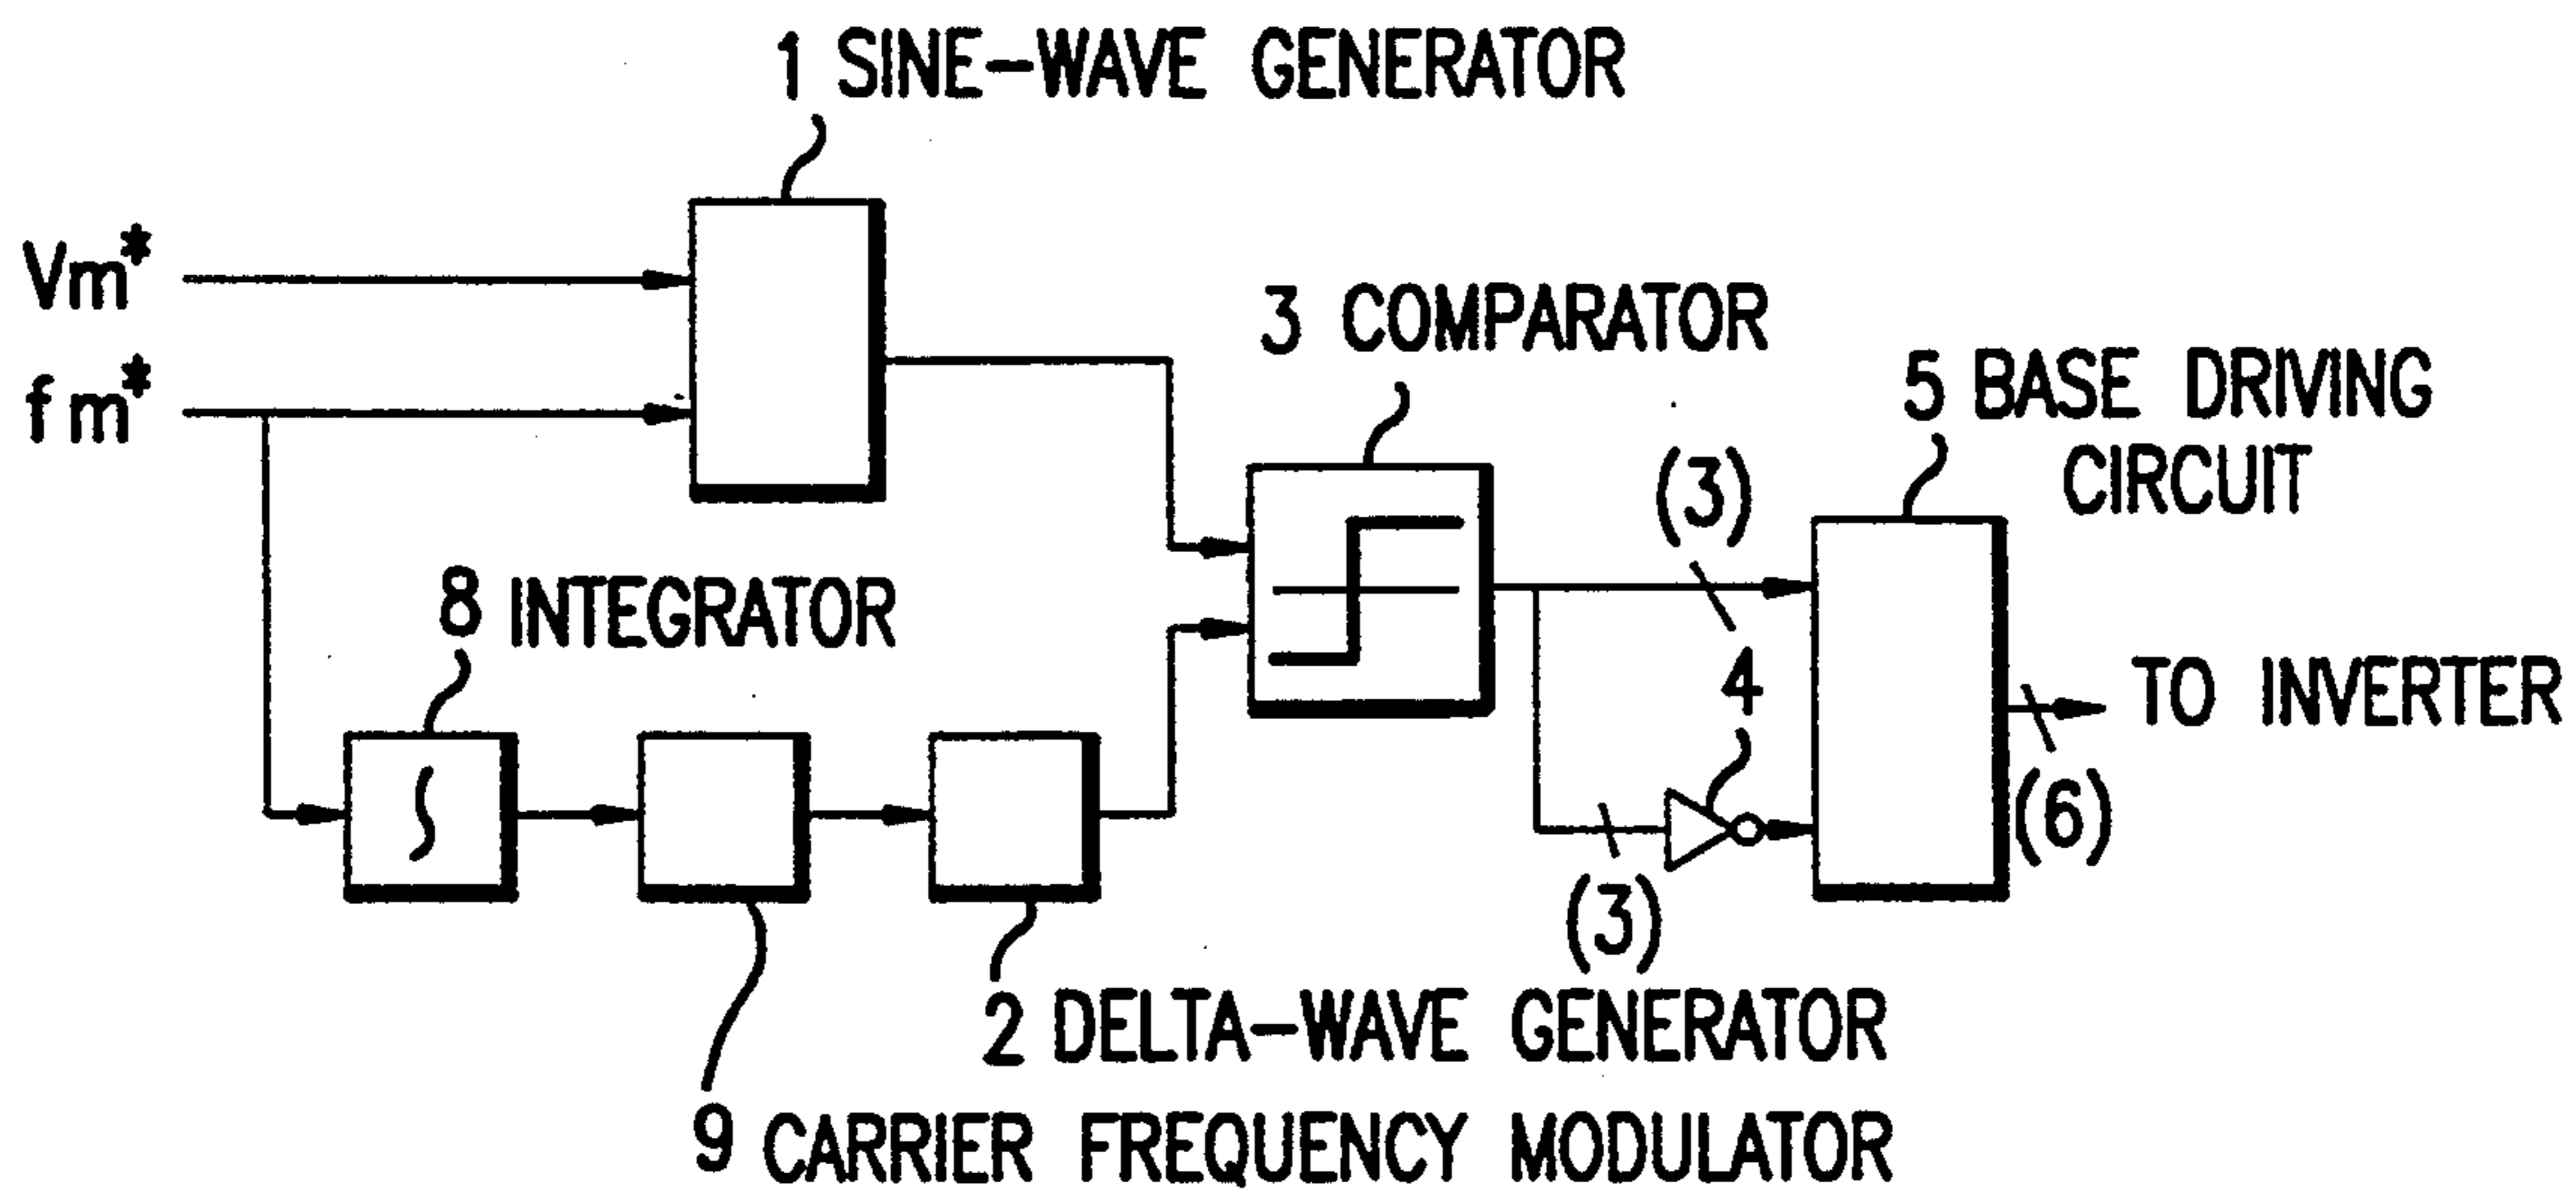 1 SINE-WAVE GENERATOR
Vm*
fm*
3 COMPARATOR
5 BASE DRIVING
CIRCUIT
(3)
8 INTEGRATOR
4
TO INVERTER
(6)
(3)
2 DELTA-WAVE GENERATOR
9 CARRIER FREQUENCY MODULATOR